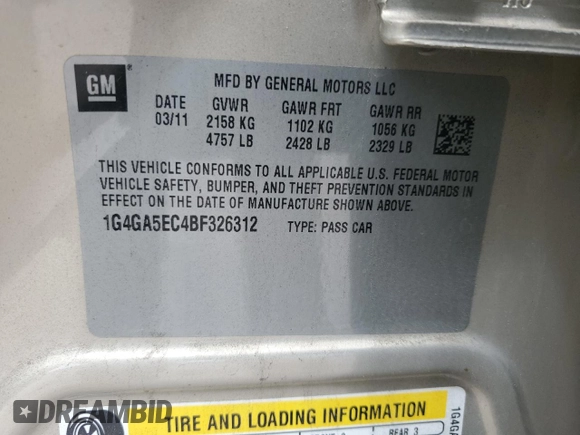 GM
MFD BY GENERAL MOTORS LLC
DATE GVWR GAWR FRT GAWR RR
03/11 2158 KG 1102 KG 1056 KG
4757 LB 2428 LB 2329 LB
THIS VEHICLE CONFORMS TO ALL APPLICABLE U.S. FEDERAL MOTOR
VEHICLE SAFETY, BUMPER, AND THEFT PREVENTION STANDARDS IN
EFFECT ON THE DATE OF MANUFACTURE SHOWN ABOVE.
1G4GA5EC4BF326312 TYPE: PASS CAR
TIRE AND LOADING INFORMATION
REAR 3
1G4GA
DREAMBID